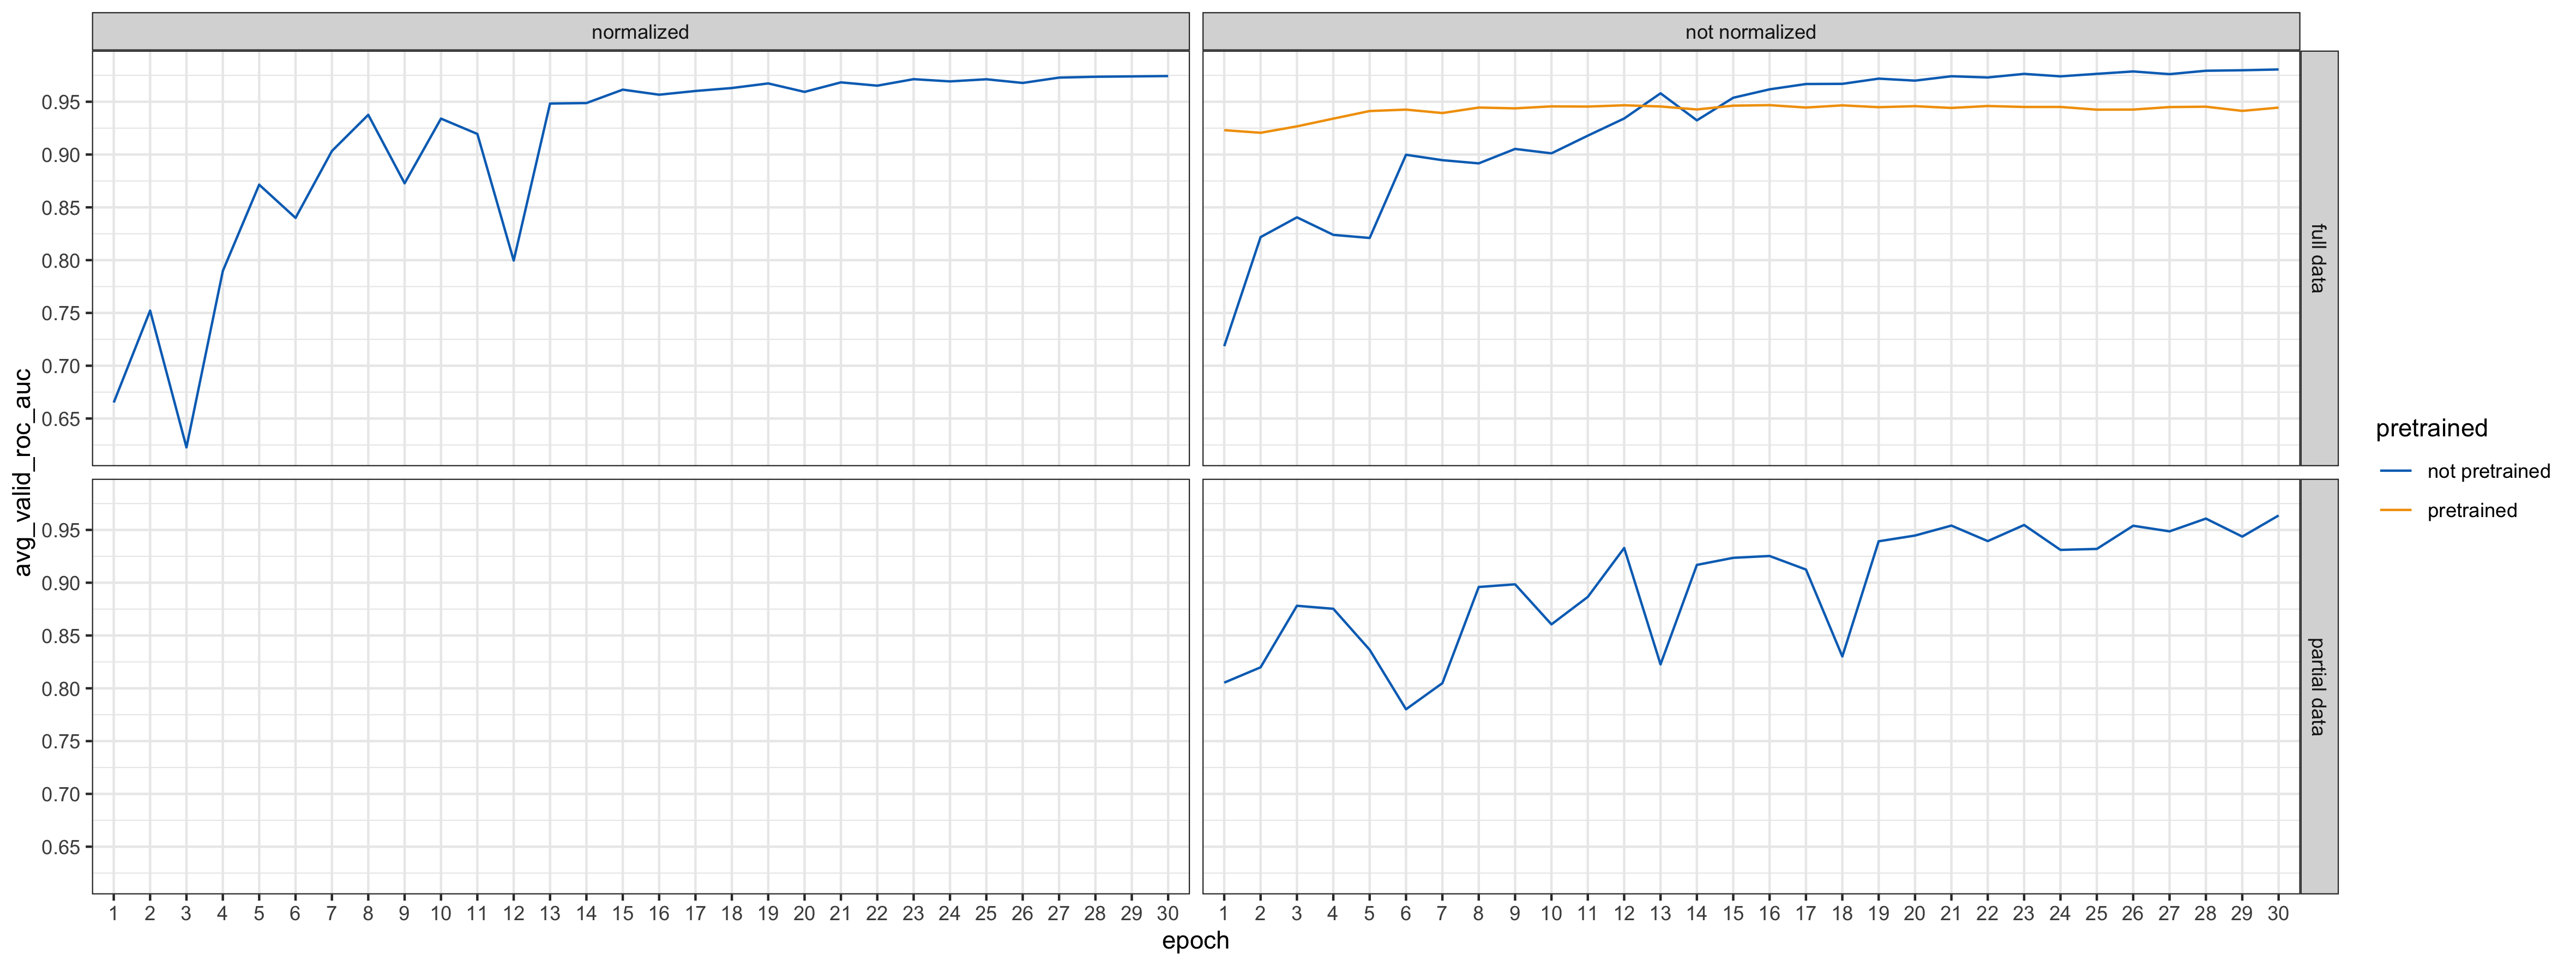 normalized
not normalized
0.95
0.90
0.85
0.80
0.75
0.70
0.65
full data
avg_valid_roc_auc
pretrained
not pretrained
pretrained
0.95
0.90
0.85
0.80
0.75
0.70
0.65
partial data
1 2 3 4 5 6 7 8 9 10 11 12 13 14 15 16 17 18 19 20 21 22 23 24 25 26 27 28 29 30
1 2 3 4 5 6 7 8 9 10 11 12 13 14 15 16 17 18 19 20 21 22 23 24 25 26 27 28 29 30
epoch